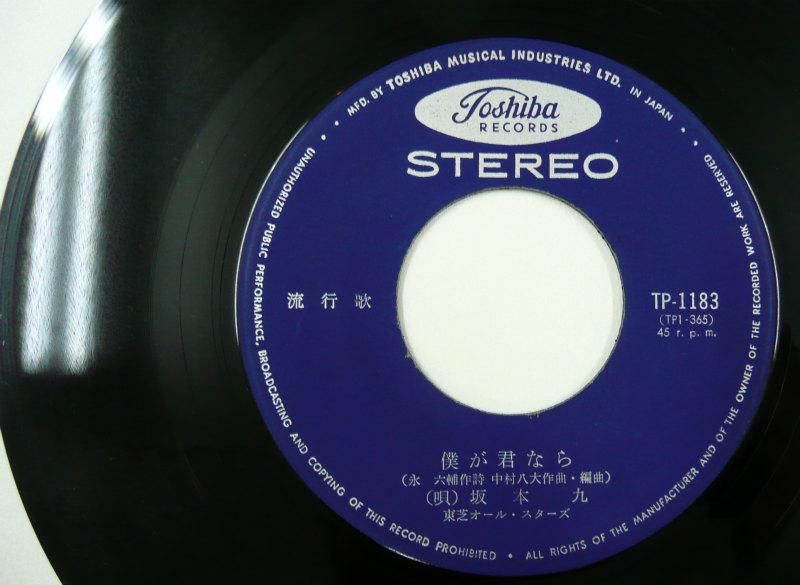 MFD. BY TOSHIBA MUSICAL INDUSTRIES LTD. IN JAPAN
Toshiba
RECORDS
STEREO
流行歌
TP-1183
(TP1-365)
45 r. p. m.
僕が君なら
(永 六輔作詩 中村八大作曲・編曲)
(唄) 坂本 九
東芝オール・スターズ
UNAUTHORIZED PUBLIC PERFORMANCE, BROADCASTING AND COPYING OF THIS RECORD PROHIBITED • ALL RIGHTS OF THE MANUFACTURER AND OF THE OWNER OF THE RECORDED WORK ARE RESERVED